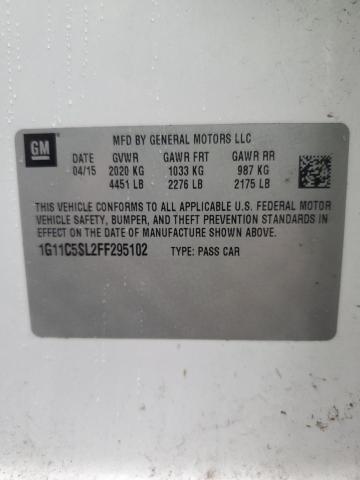 GM
MFD BY GENERAL MOTORS LLC
DATE GVWR GAWR FRT GAWR RR
04/15 2020 KG 1033 KG 987 KG
4451 LB 2276 LB 2175 LB
THIS VEHICLE CONFORMS TO ALL APPLICABLE U.S. FEDERAL MOTOR
VEHICLE SAFETY, BUMPER, AND THEFT PREVENTION STANDARDS IN
EFFECT ON THE DATE OF MANUFACTURE SHOWN ABOVE.
1G11C5SL2FF295102 TYPE: PASS CAR